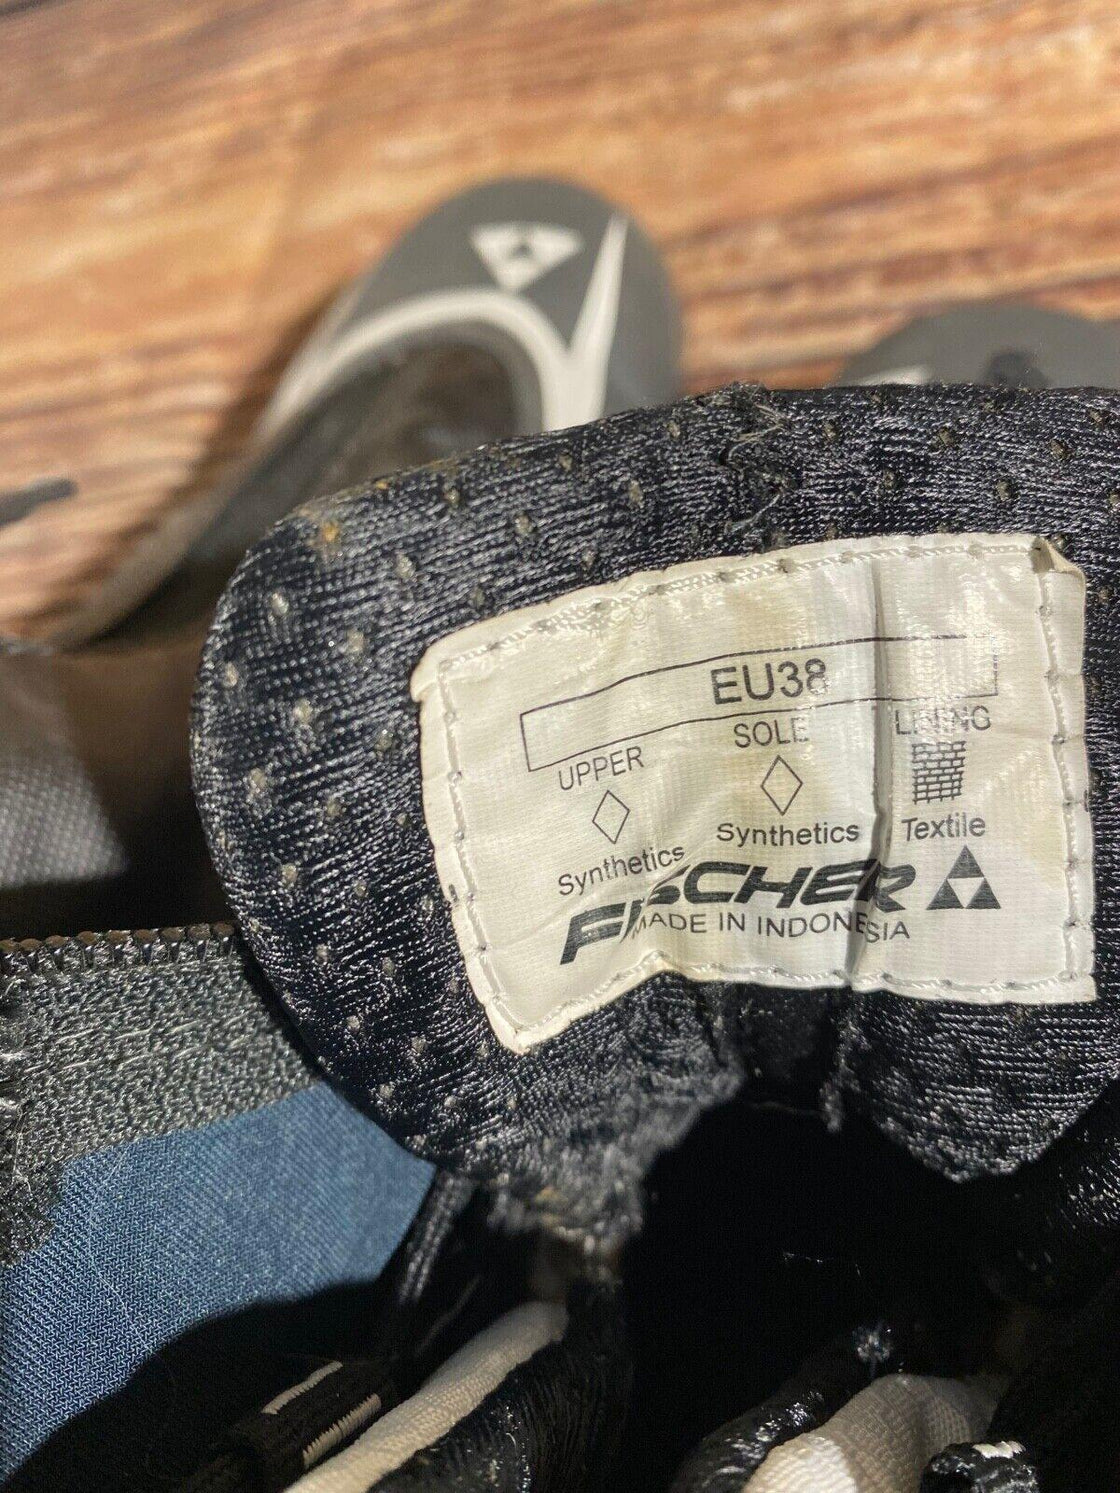 EU38
UPPER SOLE LINING
Synthetics Synthetics Textile
FISCHER
MADE IN INDONESIA